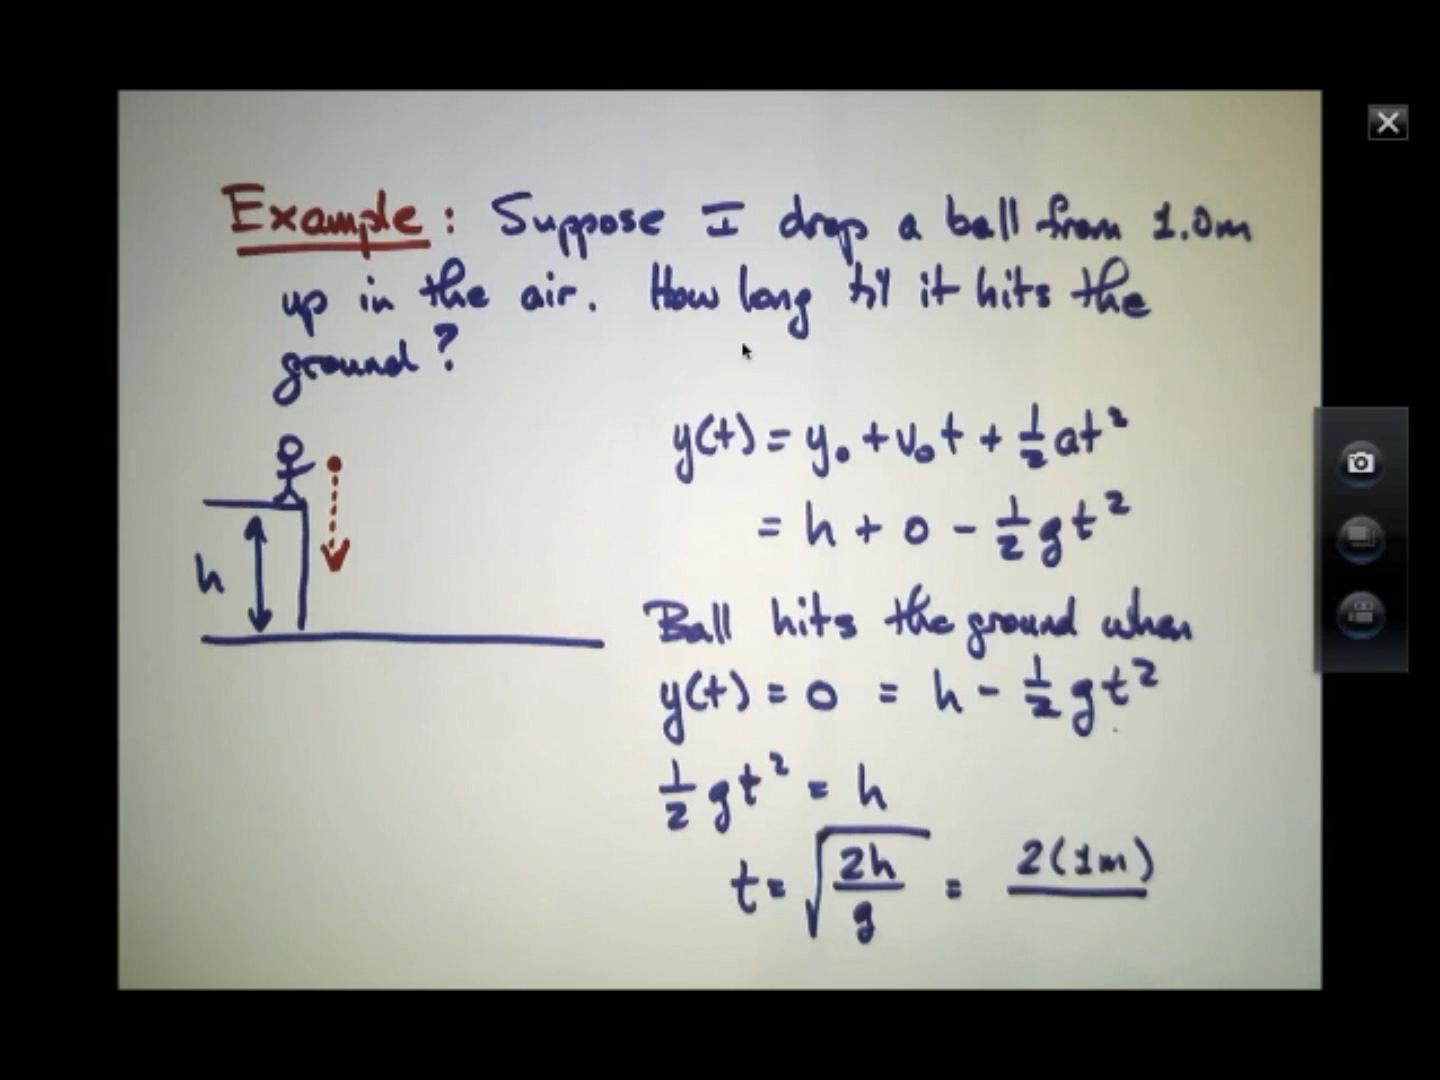 Example: Suppose I drop a ball from 1.0m
up in the air. How long til it hits the
ground?
h
y(t) = y₀ + v₀t + ½at²
= h + 0 - ½gt²
Ball hits the ground when
y(t) = 0 = h - ½gt²
½gt² = h
t = √(2h/g) = 2(1m)